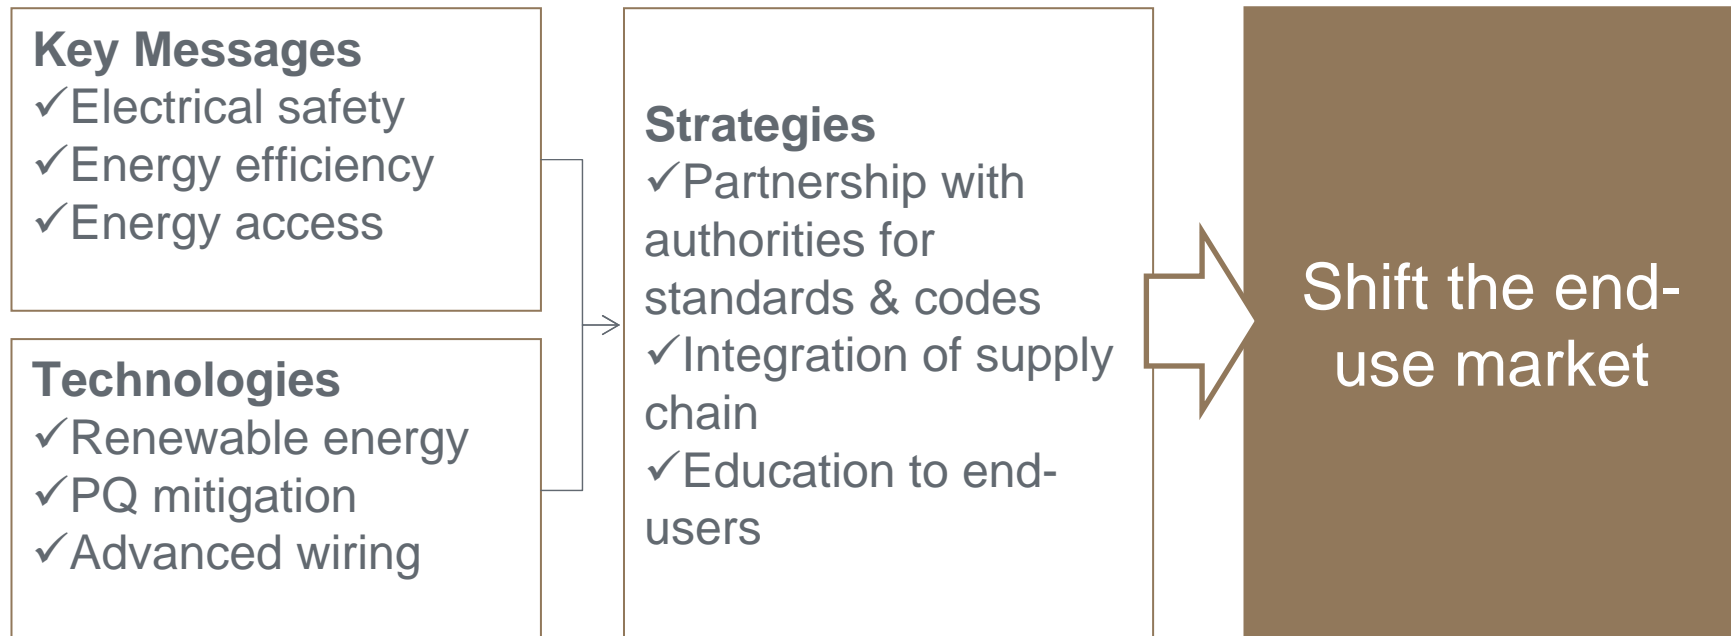 Key Messages
✓Electrical safety
✓Energy efficiency
✓Energy access
Technologies
✓Renewable energy
✓PQ mitigation
✓Advanced wiring
Strategies
✓Partnership with
authorities for
standards & codes
✓Integration of supply
chain
✓Education to end-
users
Shift the end-
use market